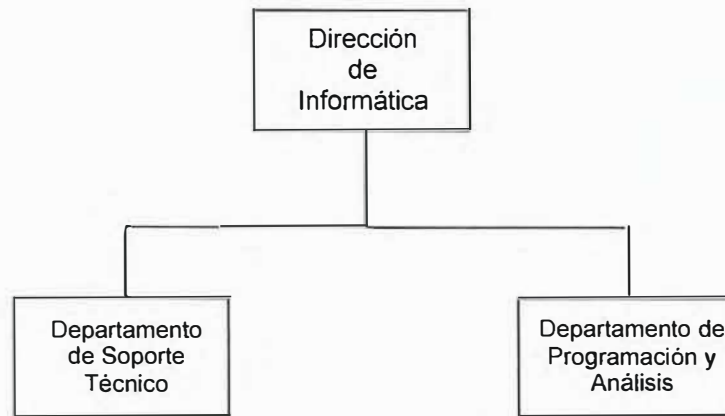 Dirección
de
Informática
Departamento
de Soporte
Técnico
Departamento de
Programación y
Análisis